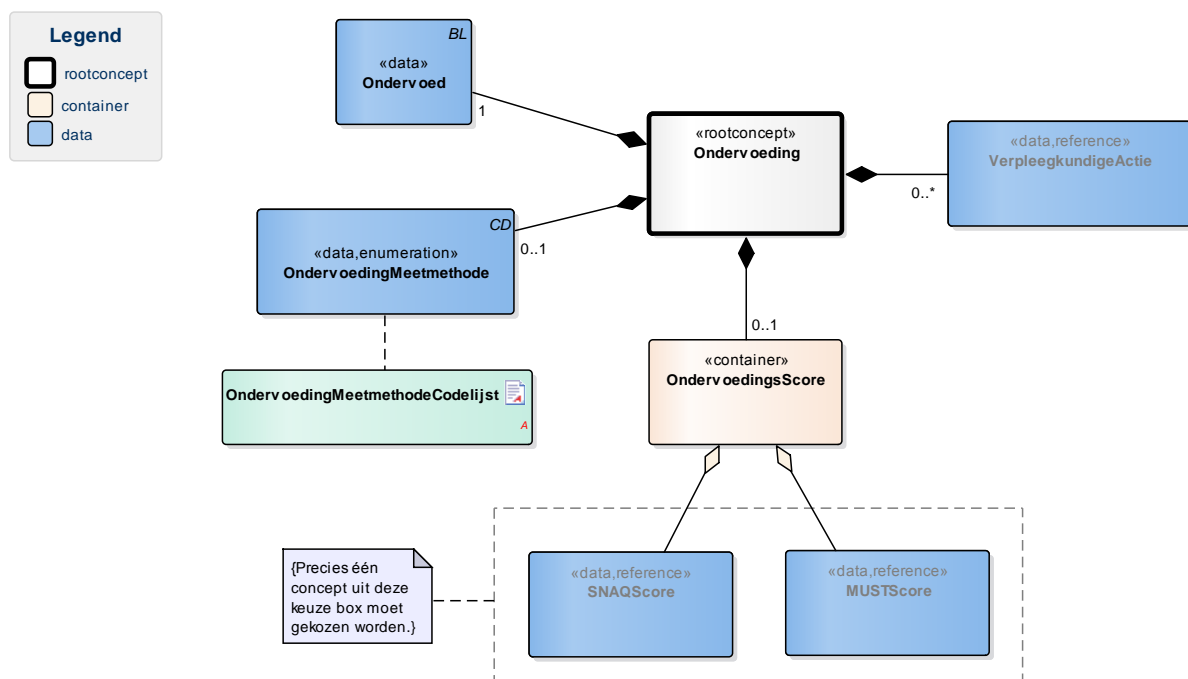 Legend
rootconcept
container
data
BL
«data»
Ondervoed
1
«rootconcept»
Ondervoeding
«data,reference»
VerpleegkundigeActie
0..*
CD
«data,enumeration»
OndervoedingMeetmethode
0..1
0..1
«container»
OndervoedingsScore
OndervoedingMeetmethodeCodelijst
A
{Precies één
concept uit deze
keuze box moet
gekozen worden.}
«data,reference»
SNAQScore
«data,reference»
MUSTScore